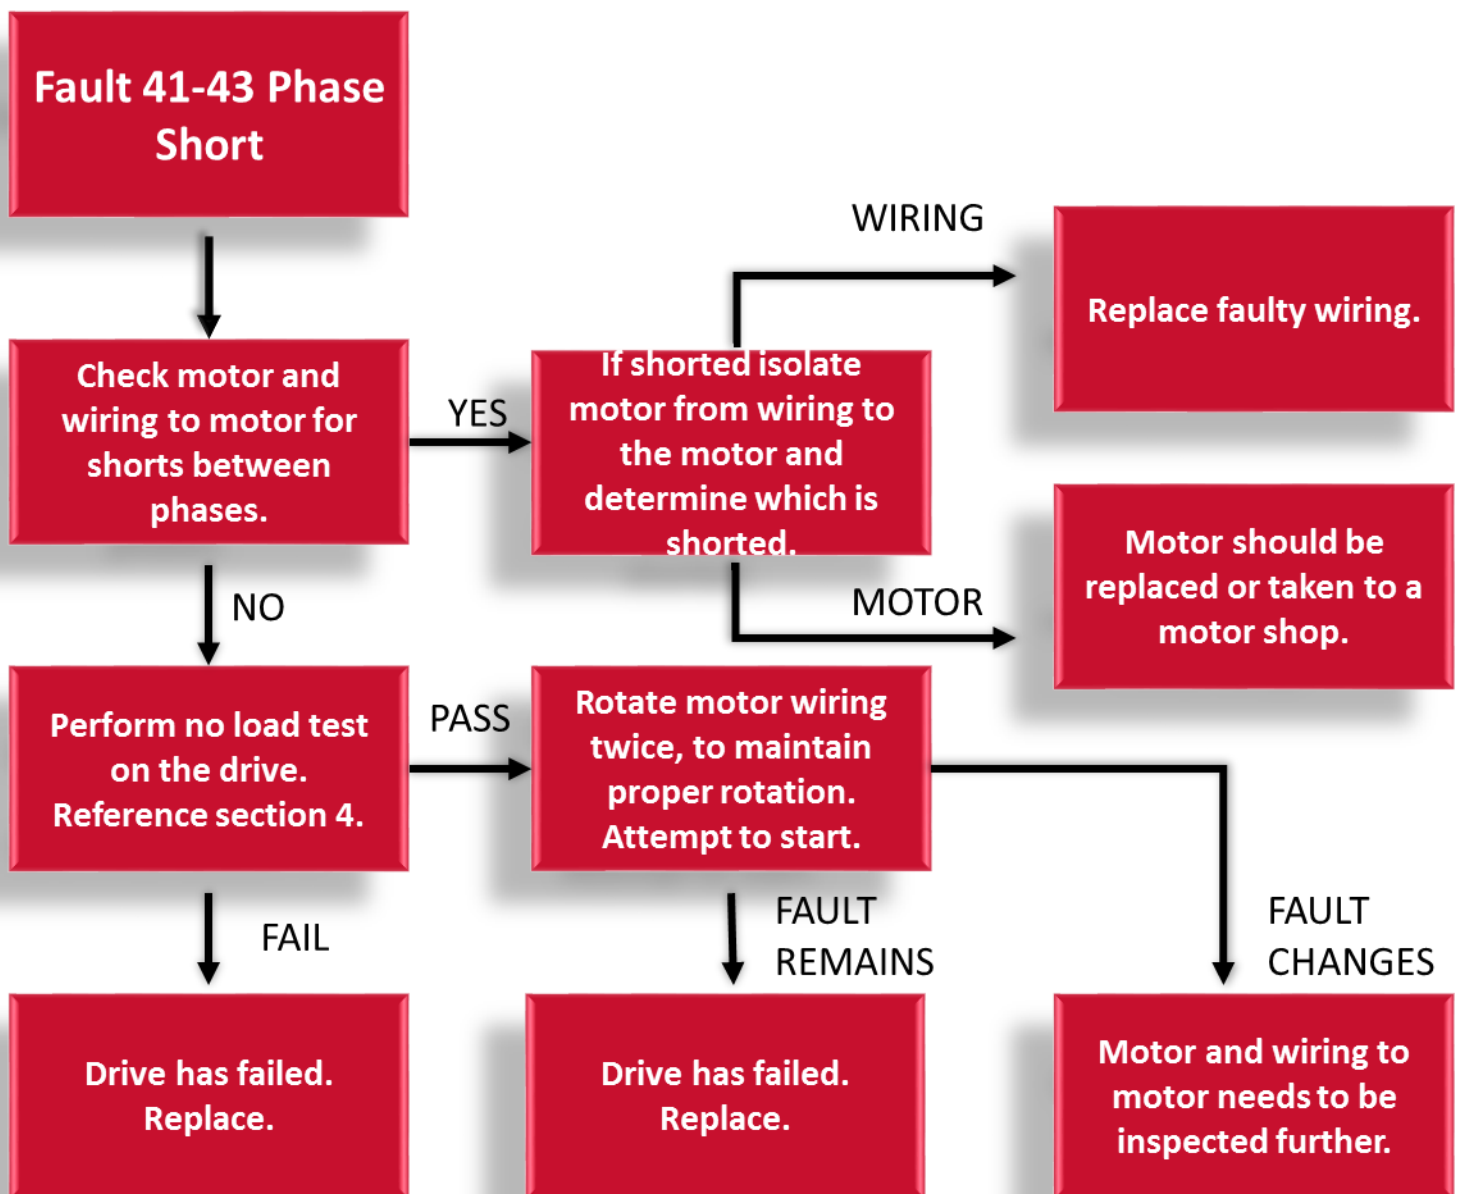 Fault 41-43 Phase
Short
WIRING
Replace faulty wiring.
Check motor and
wiring to motor for
shorts between
phases.
YES
If shorted isolate
motor from wiring to
the motor and
determine which is
shorted.
Motor should be
replaced or taken to a
motor shop.
MOTOR
NO
Perform no load test
on the drive.
Reference section 4.
PASS
Rotate motor wiring
twice, to maintain
proper rotation.
Attempt to start.
FAIL
FAULT
REMAINS
FAULT
CHANGES
Drive has failed.
Replace.
Drive has failed.
Replace.
Motor and wiring to
motor needs to be
inspected further.